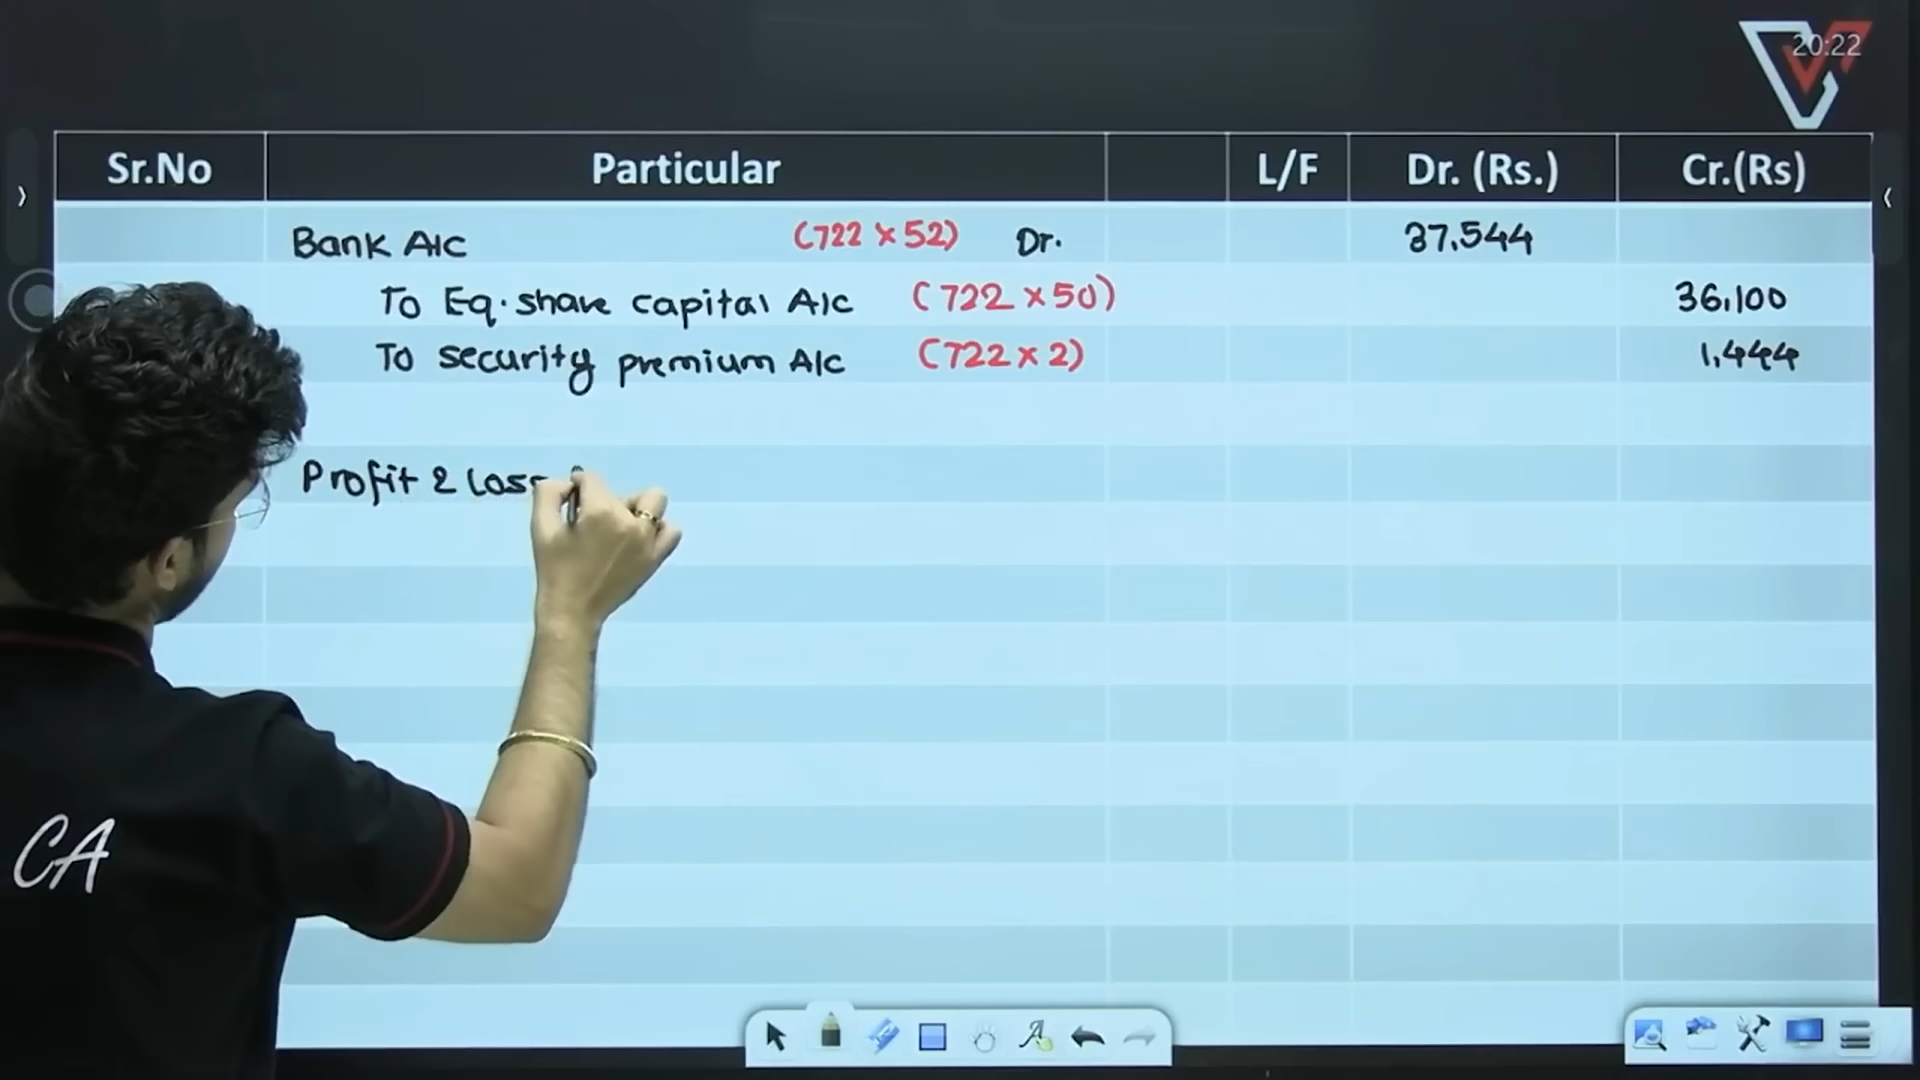 20:22
Sr.No Particular L/F Dr. (Rs.) Cr.(Rs)
Bank A/c (722 × 52) Dr. 37,544
To Eq. share capital A/c (722 × 50) 36,100
To security premium A/c (722 × 2) 1,444
Profit & Loss
CA